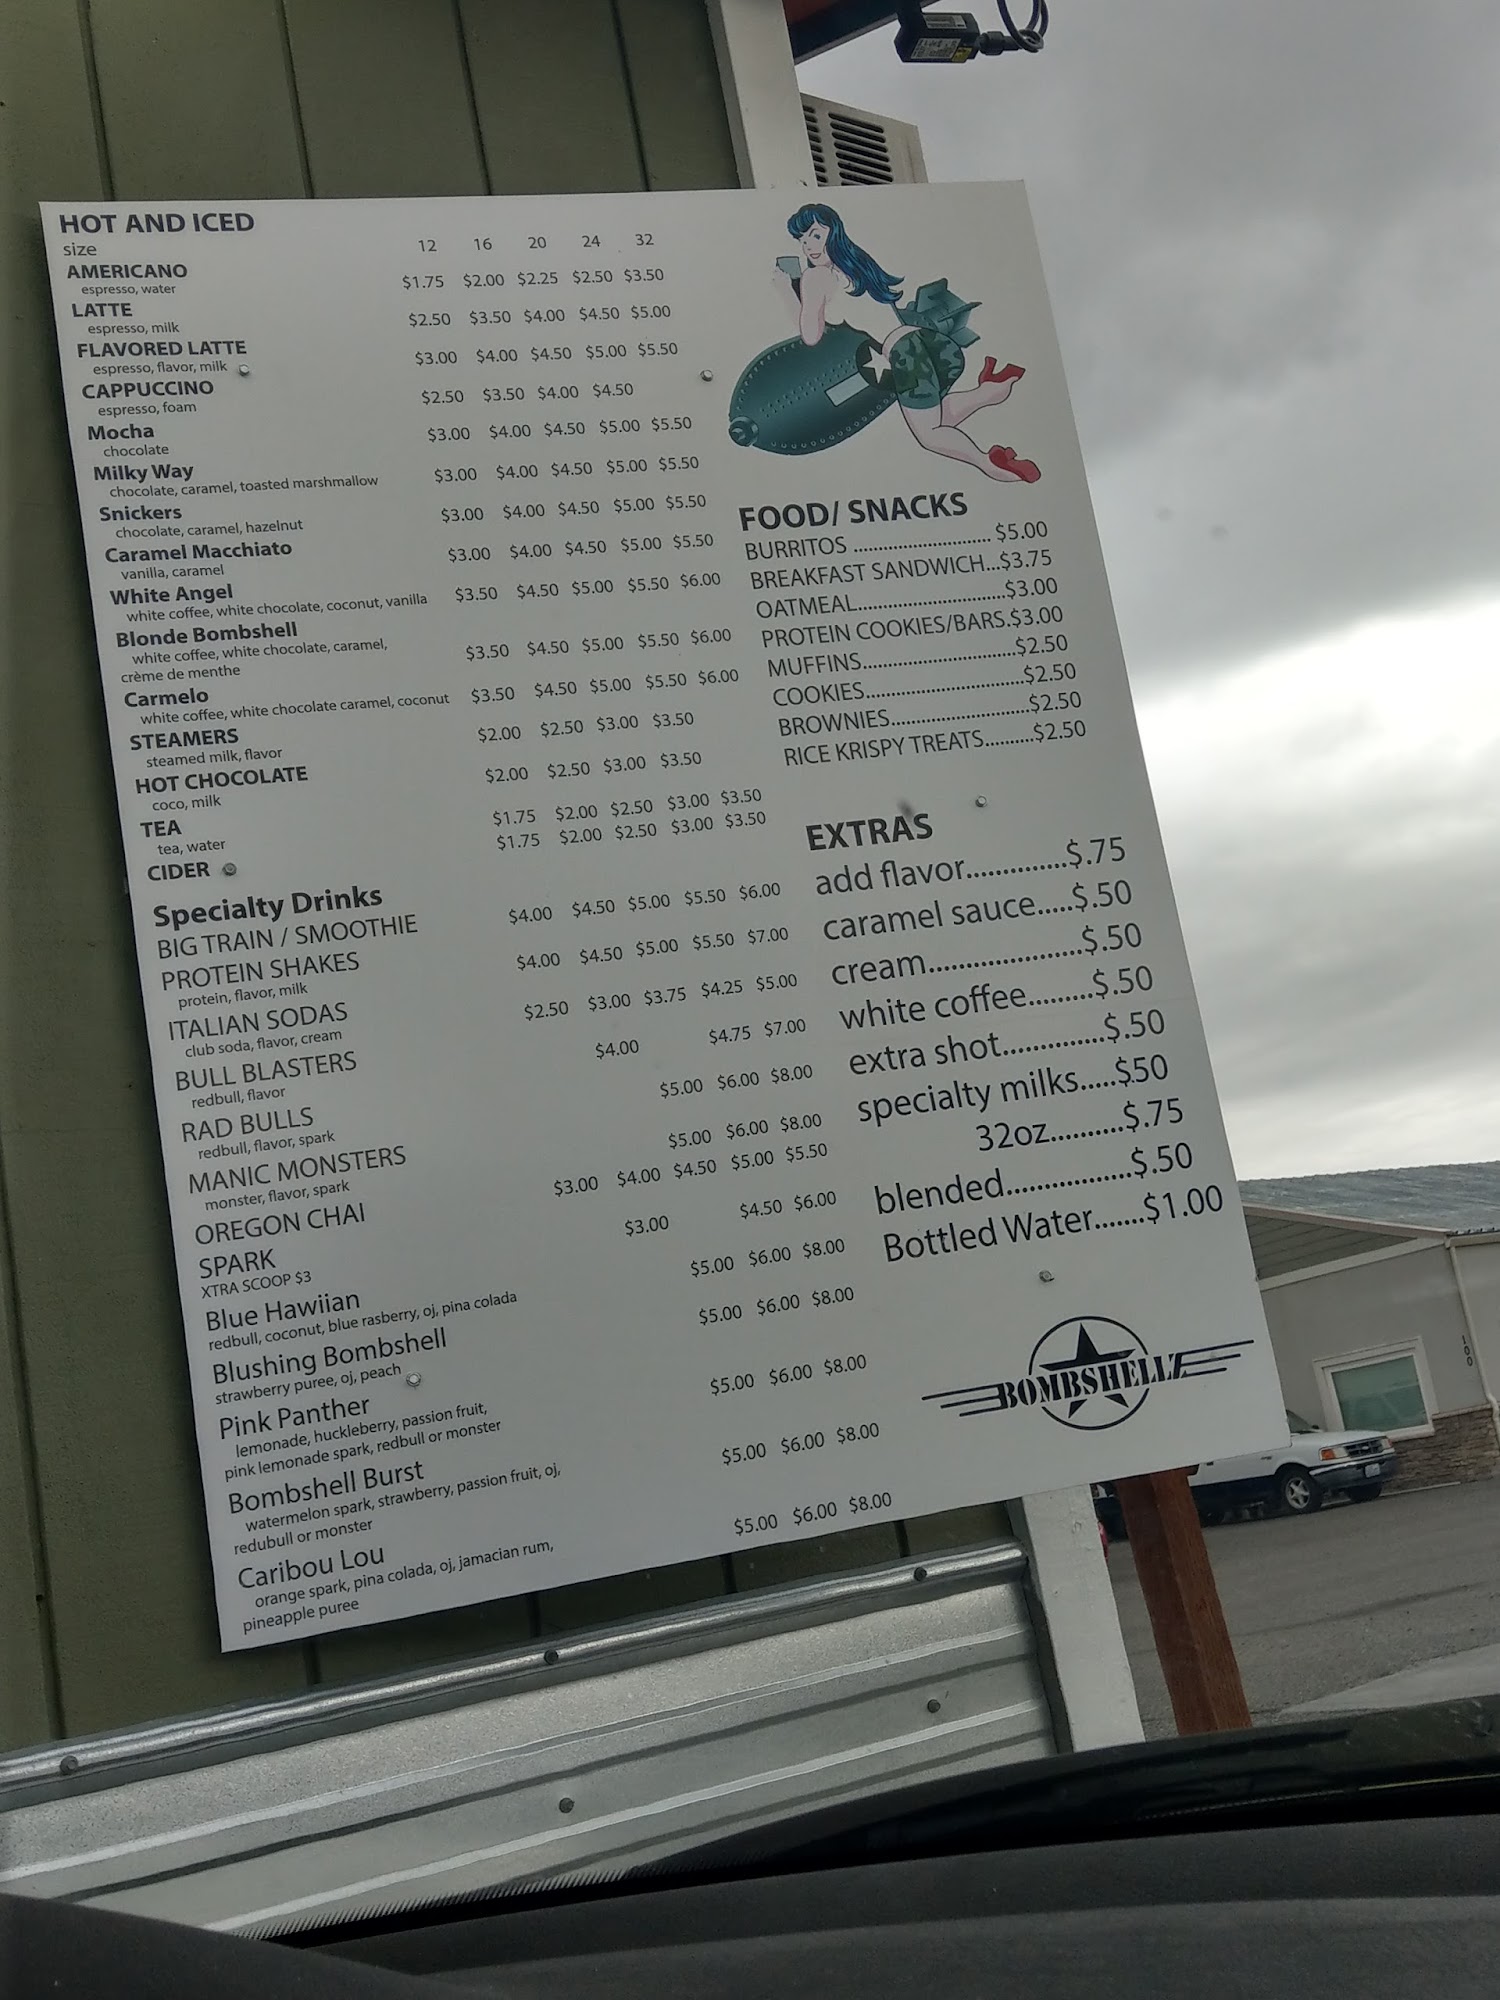 HOT AND ICED
size 12 16 20 24 32
AMERICANO $1.75 $2.00 $2.25 $2.50 $3.50
espresso, water
LATTE $2.50 $3.50 $4.00 $4.50 $5.00
espresso, milk
FLAVORED LATTE $3.00 $4.00 $4.50 $5.00 $5.50
espresso, flavor, milk
CAPPUCCINO $2.50 $3.50 $4.00 $4.50
espresso, foam
Mocha $3.00 $4.00 $4.50 $5.00 $5.50
chocolate
Milky Way $3.00 $4.00 $4.50 $5.00 $5.50
chocolate, caramel, toasted marshmallow
Snickers $3.00 $4.00 $4.50 $5.00 $5.50
chocolate, caramel, hazelnut
Caramel Macchiato $3.00 $4.00 $4.50 $5.00 $5.50
vanilla, caramel
White Angel $3.50 $4.50 $5.00 $5.50 $6.00
white coffee, white chocolate, coconut, vanilla
Blonde Bombshell
white coffee, white chocolate, caramel, $3.50 $4.50 $5.00 $5.50 $6.00
crème de menthe
Carmelo $3.50 $4.50 $5.00 $5.50 $6.00
white coffee, white chocolate caramel, coconut
STEAMERS $2.00 $2.50 $3.00 $3.50
steamed milk, flavor
HOT CHOCOLATE $2.00 $2.50 $3.00 $3.50
coco, milk
TEA $1.75 $2.00 $2.50 $3.00 $3.50
tea, water
CIDER $1.75 $2.00 $2.50 $3.00 $3.50
Specialty Drinks
BIG TRAIN / SMOOTHIE $4.00 $4.50 $5.00 $5.50 $6.00
PROTEIN SHAKES $4.00 $4.50 $5.00 $5.50 $7.00
protein, flavor, milk
ITALIAN SODAS $2.50 $3.00 $3.75 $4.25 $5.00
club soda, flavor, cream
BULL BLASTERS $4.00 $4.75 $7.00
redbull, flavor
RAD BULLS $5.00 $6.00 $8.00
redbull, flavor, spark
MANIC MONSTERS $5.00 $6.00 $8.00
monster, flavor, spark
OREGON CHAI $3.00 $4.00 $4.50 $5.00 $5.50
SPARK $3.00 $4.50 $6.00
XTRA SCOOP $3
Blue Hawiian $5.00 $6.00 $8.00
redbull, coconut, blue rasberry, oj, pina colada
Blushing Bombshell $5.00 $6.00 $8.00
strawberry puree, oj, peach
Pink Panther $5.00 $6.00 $8.00
lemonade, huckleberry, passion fruit,
pink lemonade spark, redbull or monster
Bombshell Burst $5.00 $6.00 $8.00
watermelon spark, strawberry, passion fruit, oj,
redubull or monster
Caribou Lou $5.00 $6.00 $8.00
orange spark, pina colada, oj, jamacian rum,
pineapple puree
FOOD/ SNACKS
BURRITOS ........................... $5.00
BREAKFAST SANDWICH...$3.75
OATMEAL.............................$3.00
PROTEIN COOKIES/BARS.$3.00
MUFFINS..............................$2.50
COOKIES...............................$2.50
BROWNIES...........................$2.50
RICE KRISPY TREATS..........$2.50
EXTRAS
add flavor..............$.75
caramel sauce.....$.50
cream......................$.50
white coffee.........$.50
extra shot..............$.50
specialty milks.....$.50
32oz..........$.75
blended.................$.50
Bottled Water.......$1.00
BOMBSHELLZ
100